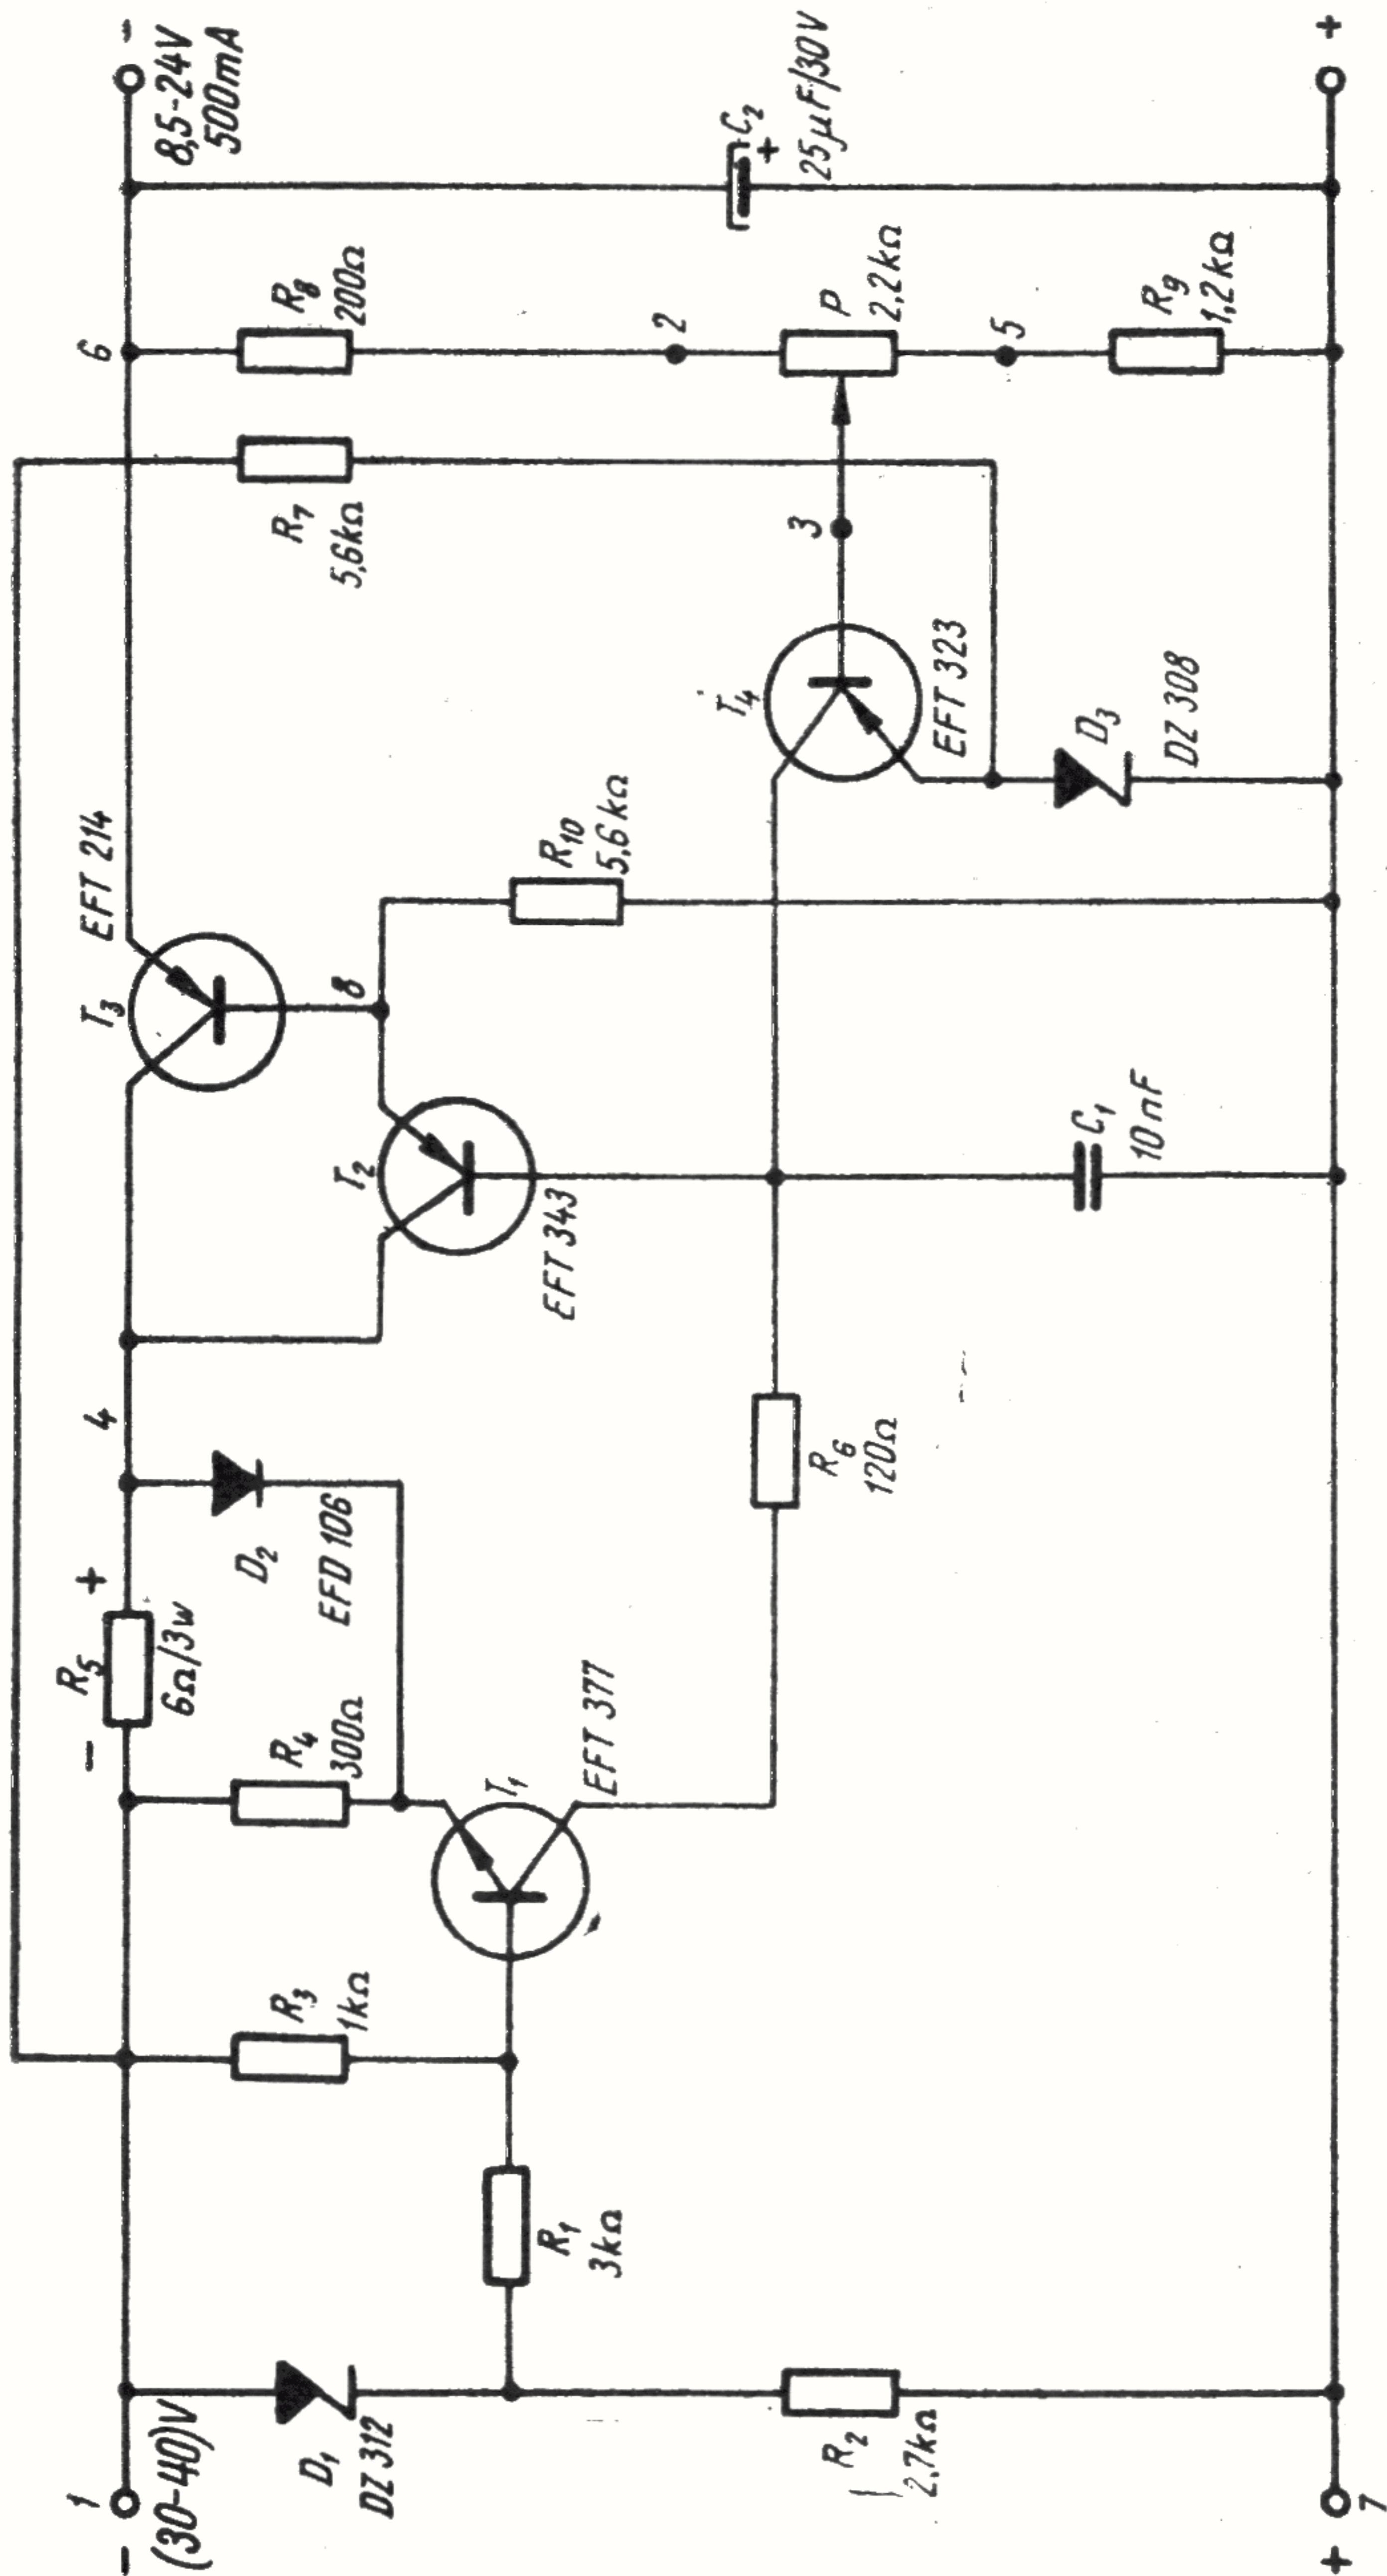 1
−
(30-40)V
D₁
DZ 312
R₂
2,7kΩ
+
7
R₁
3kΩ
R₃
1kΩ
R₄
300Ω
T₁
EFT 377
−
R₅
+
6Ω/3w
D₂
EFD 106
4
R₆
120Ω
T₂
EFT 343
C₁
10nF
T₃
EFT 214
8
R₁₀
5,6kΩ
T₄
EFT 323
D₃
DZ 308
3
R₇
5,6kΩ
6
R₈
200Ω
2
P
2,2kΩ
5
R₉
1,2kΩ
C₂
+
25µF/30V
−
8,5-24V
500mA
+